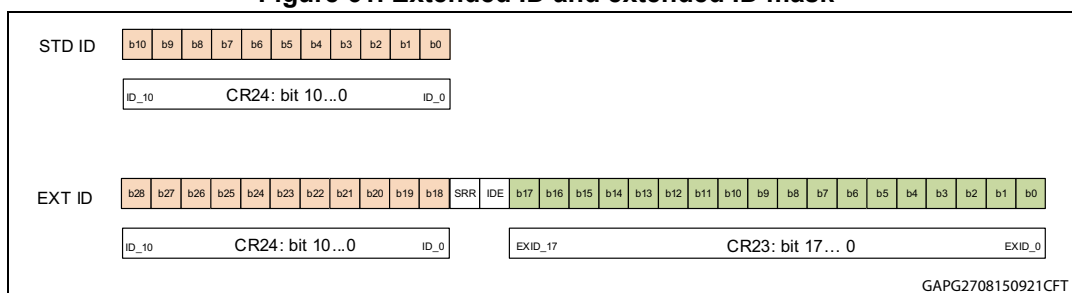 Figure 61. Extended ID and extended ID mask
STD ID b10 b9 b8 b7 b6 b5 b4 b3 b2 b1 b0
ID_10 CR24: bit 10...0 ID_0
EXT ID b28 b27 b26 b25 b24 b23 b22 b21 b20 b19 b18 SRR IDE b17 b16 b15 b14 b13 b12 b11 b10 b9 b8 b7 b6 b5 b4 b3 b2 b1 b0
ID_10 CR24: bit 10...0 ID_0 EXID_17 CR23: bit 17... 0 EXID_0
GAPG2708150921CFT